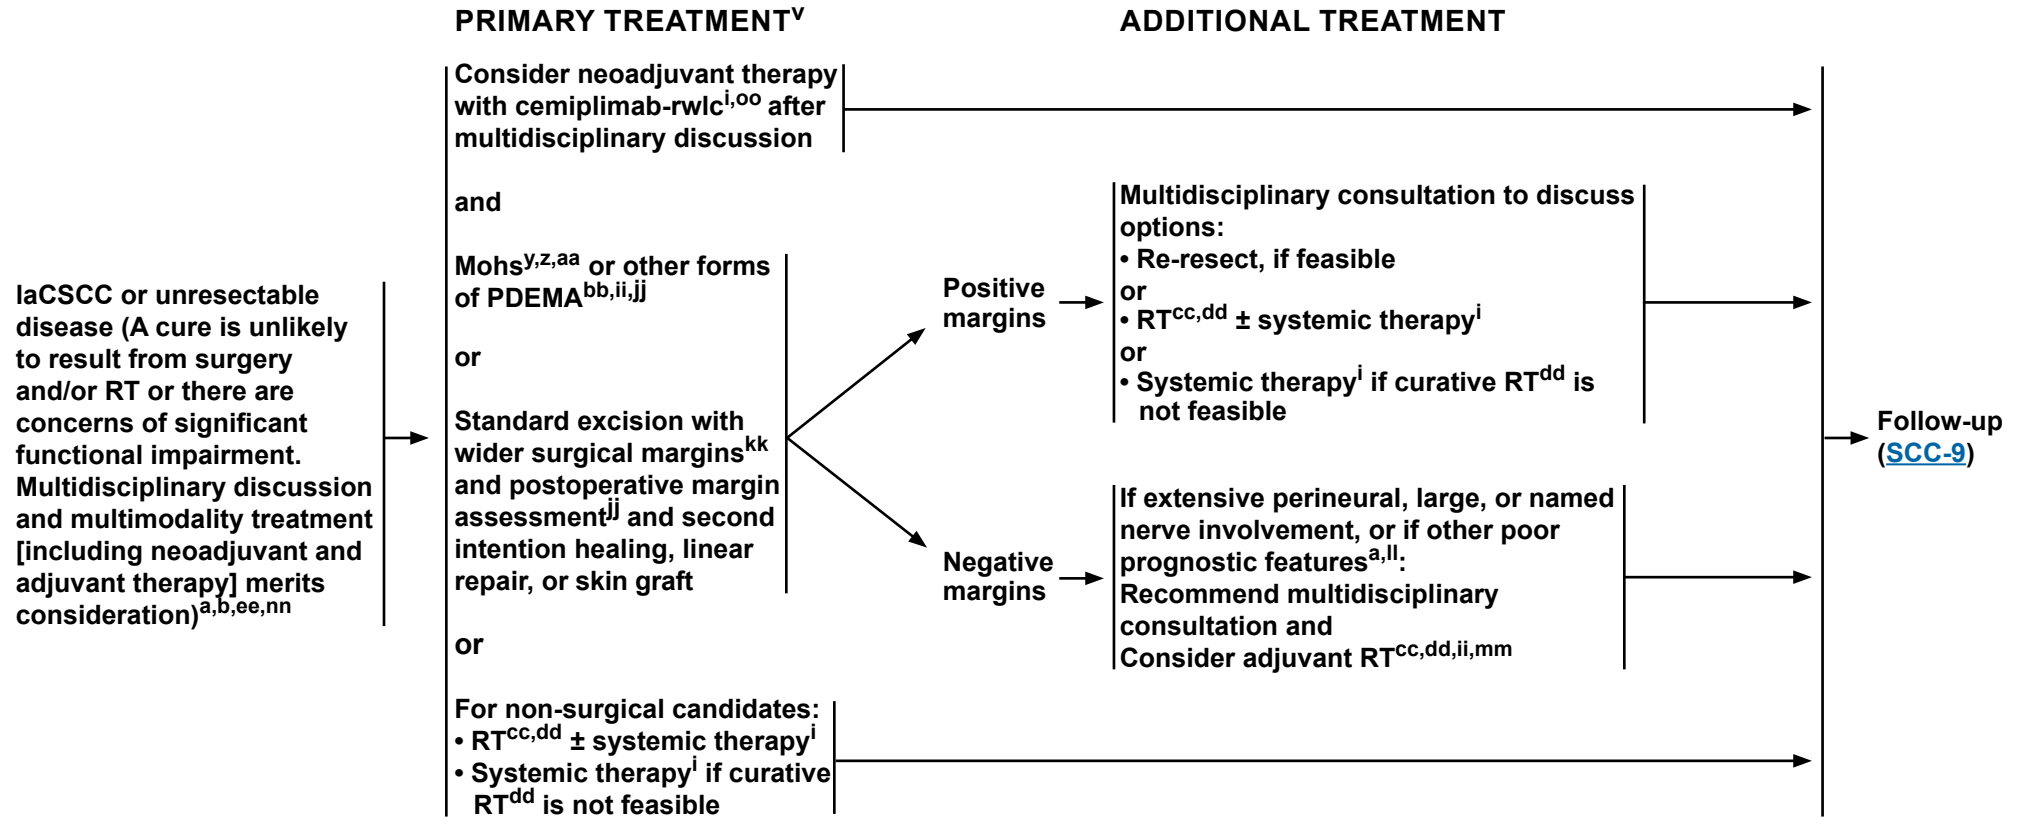 PRIMARY TREATMENTv
ADDITIONAL TREATMENT
laCSCC or unresectable
disease (A cure is unlikely
to result from surgery
and/or RT or there are
concerns of significant
functional impairment.
Multidisciplinary discussion
and multimodality treatment
[including neoadjuvant and
adjuvant therapy] merits
consideration)a,b,ee,nn
Consider neoadjuvant therapy
with cemiplimab-rwlci,oo after
multidisciplinary discussion
and
Mohsy,z,aa or other forms
of PDEMAbb,ii,jj
or
Standard excision with
wider surgical marginskk
and postoperative margin
assessmentjj and second
intention healing, linear
repair, or skin graft
or
For non-surgical candidates:
• RTcc,dd ± systemic therapyi
• Systemic therapyi if curative
RTdd is not feasible
Positive
margins
Multidisciplinary consultation to discuss
options:
• Re-resect, if feasible
or
• RTcc,dd ± systemic therapyi
or
• Systemic therapyi if curative RTdd is
not feasible
Negative
margins
If extensive perineural, large, or named
nerve involvement, or if other poor
prognostic featuresa,ll:
Recommend multidisciplinary
consultation and
Consider adjuvant RTcc,dd,ii,mm
Follow-up
(SCC-9)